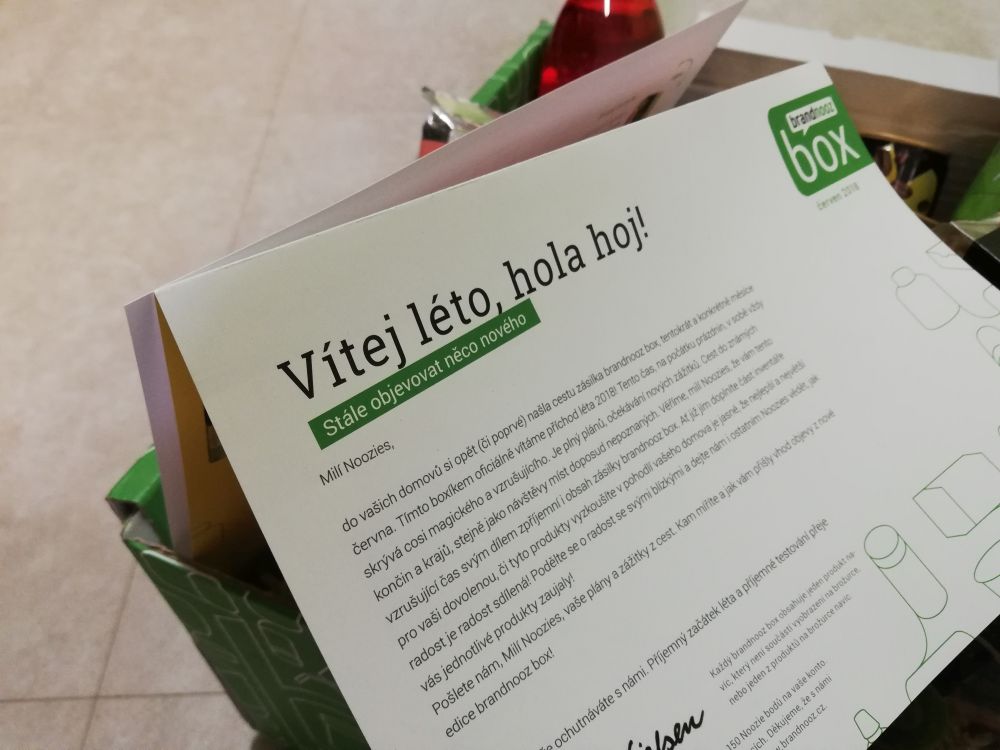 brandnooz
box
červen 2018
Vítej léto, hola hoj!
Stále objevovat něco nového
Milí Noozies,
do vašich domovů si opět (či poprvé) našla cestu zásilka brandnooz box, tentokrát a konkrétně měsíce
června. Tímto boxíkem oficiálně vítáme příchod léta 2018! Tento čas, na počátku prázdnin, v sobě vždy
skrývá cosi magického a vzrušujícího. Je plný plánů, očekávání nových zážitků. Cest do známých
končin a krajů, stejně jako návštěvy míst doposud nepoznaných. Věříme, milí Noozies, že vám tento
vzrušující čas svým dílem zpříjemní i obsah zásilky brandnooz box. Ať již jím doplníte část inventáře
pro vaši dovolenou, či tyto produkty vyzkoušíte v pohodlí vašeho domova je jasné, že nejlepší a největší
radost je radost sdílená! Podělte se o radost se svými blízkými a dejte nám i ostatním Noozies vědět, jak
vás jednotlivé produkty zaujaly!
Pošlete nám, Milí Noozies, vaše plány a zážitky z cest. Kam míříte a jak vám přišly vhod objevy z nové
edice brandnooz box!
že ochutnáváte s námi. Příjemný začátek léta a příjemné testování přeje
Každý brandnooz box obsahuje jeden produkt na-
víc, který není součástí vyobrazení na brožurce,
nebo jeden z produktů na brožurce navíc.
150 Noozie bodů na vaše konto
Děkujeme, že s námi
brandnooz.cz.